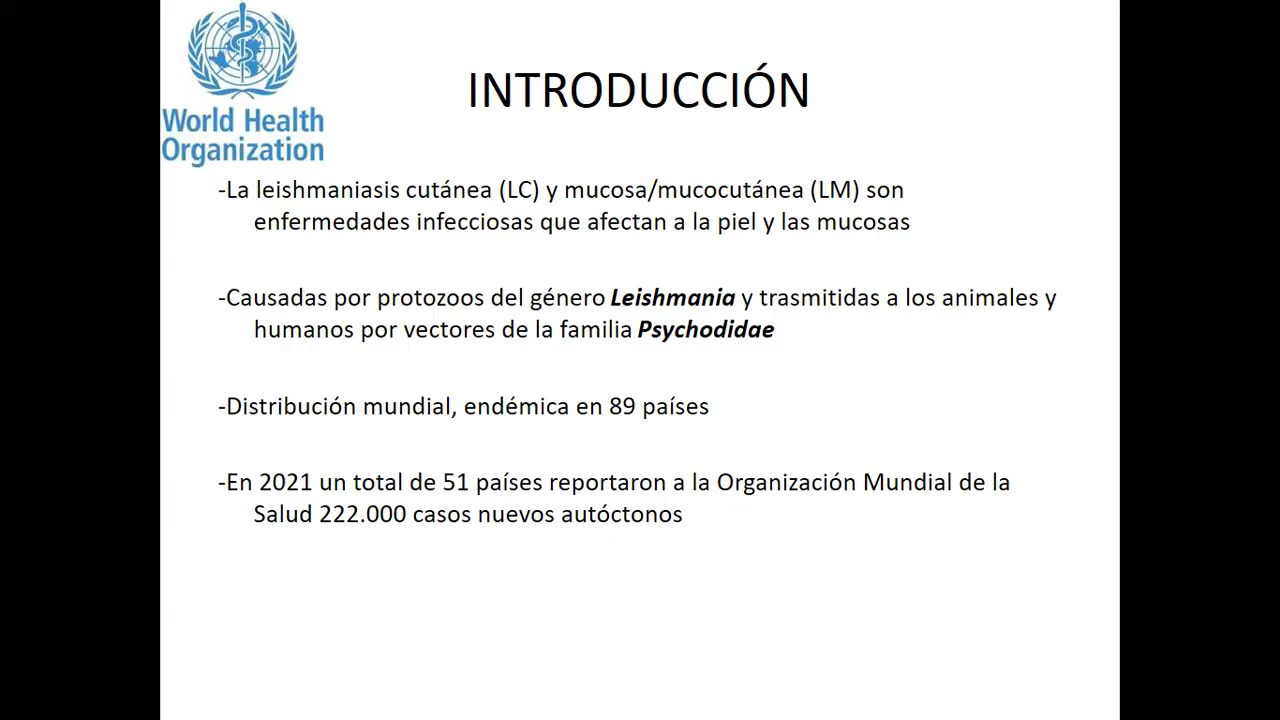 World Health
Organization
INTRODUCCIÓN
-La leishmaniasis cutánea (LC) y mucosa/mucocutánea (LM) son
enfermedades infecciosas que afectan a la piel y las mucosas
-Causadas por protozoos del género Leishmania y trasmitidas a los animales y
humanos por vectores de la familia Psychodidae
-Distribución mundial, endémica en 89 países
-En 2021 un total de 51 países reportaron a la Organización Mundial de la
Salud 222.000 casos nuevos autóctonos